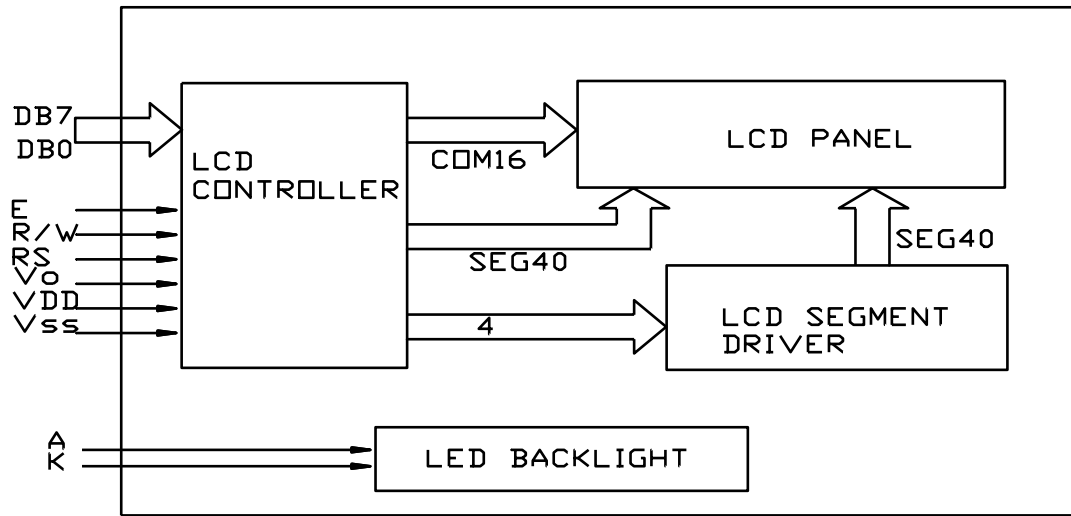 DB7
DB0
E
R/W
RS
Vo
VDD
Vss
A
K
LCD
CONTROLLER
COM16
SEG40
4
LCD PANEL
SEG40
LCD SEGMENT
DRIVER
LED BACKLIGHT